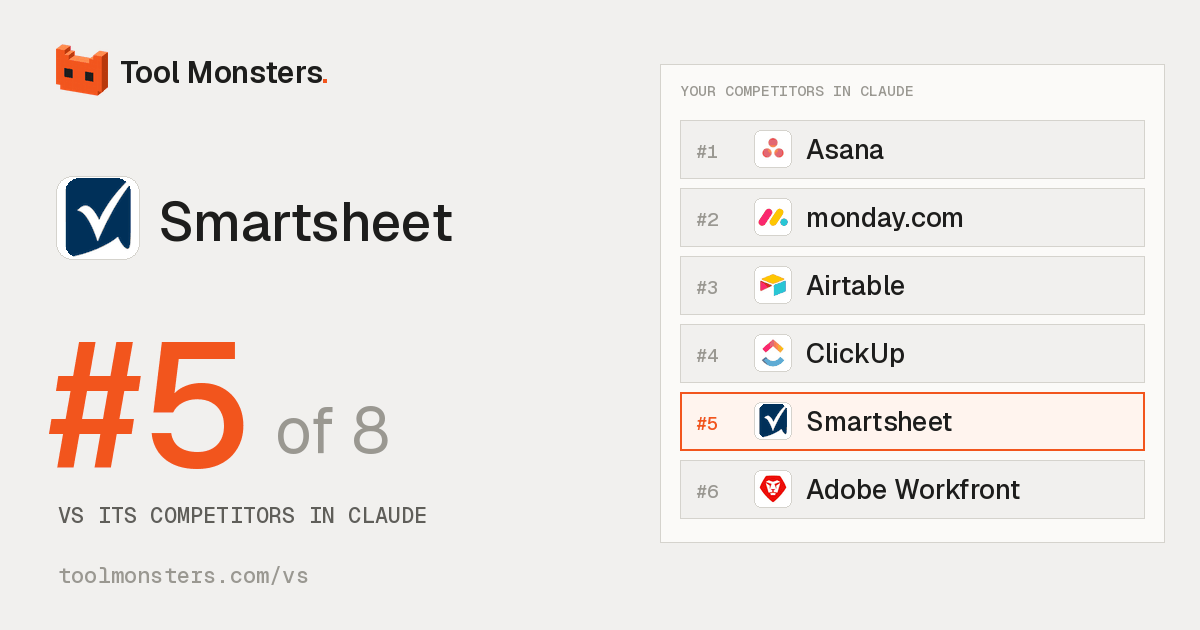 Tool Monsters.
Smartsheet
#5 of 8
VS ITS COMPETITORS IN CLAUDE
toolmonsters.com/vs
YOUR COMPETITORS IN CLAUDE
#1 Asana
#2 monday.com
#3 Airtable
#4 ClickUp
#5 Smartsheet
#6 Adobe Workfront